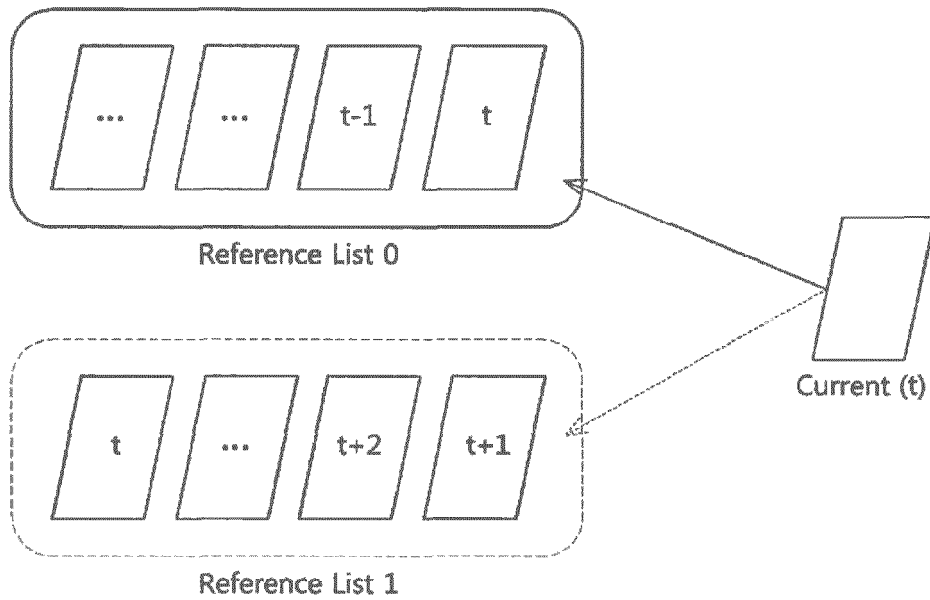 ... ... t-1 t
Reference List 0
Current (t)
t ... t+2 t+1
Reference List 1